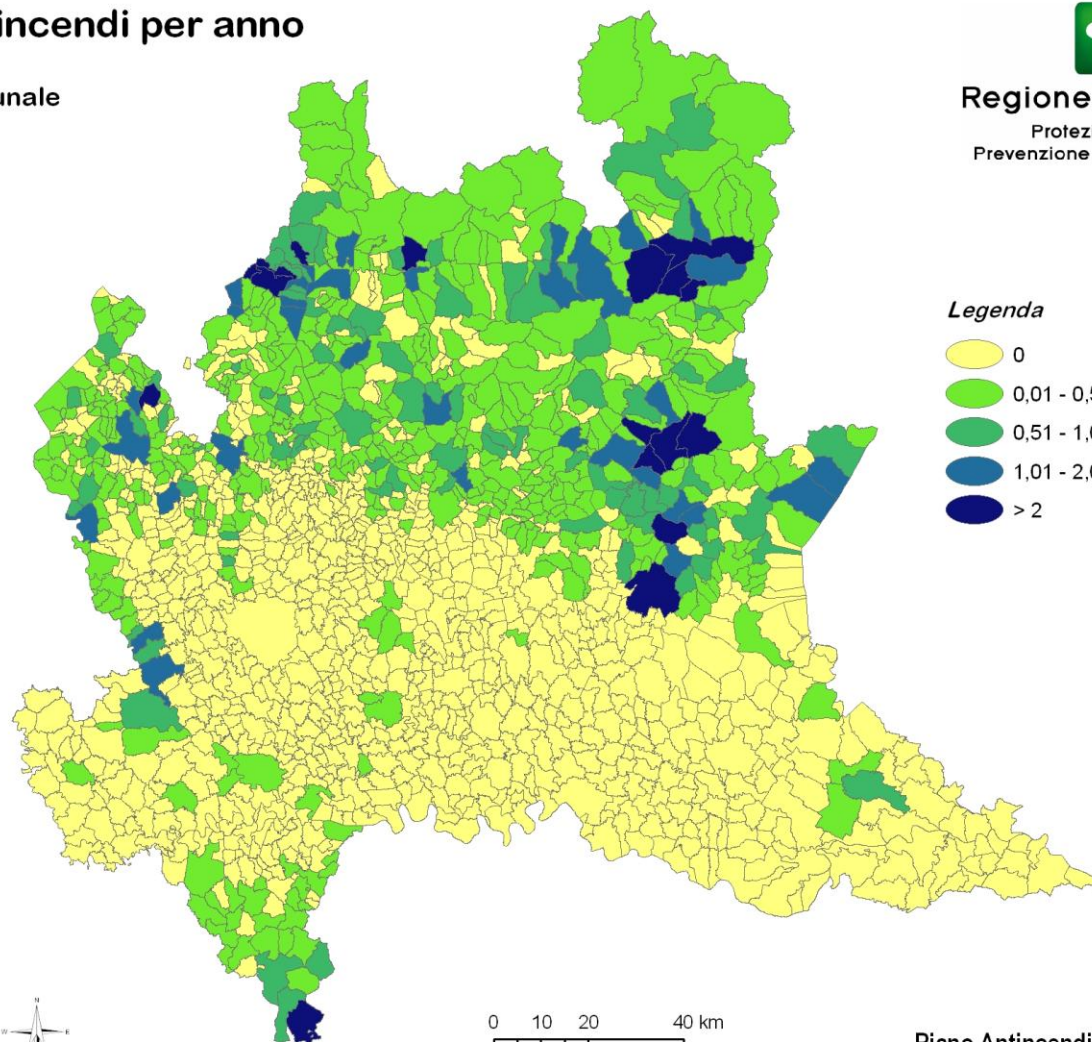 incendi per anno
unale
Regione
Protez
Prevenzione
Legenda
0
0,01 - 0,5
0,51 - 1,0
1,01 - 2,0
> 2
N
W
E
0 10 20 40 km
Piano Antincendi